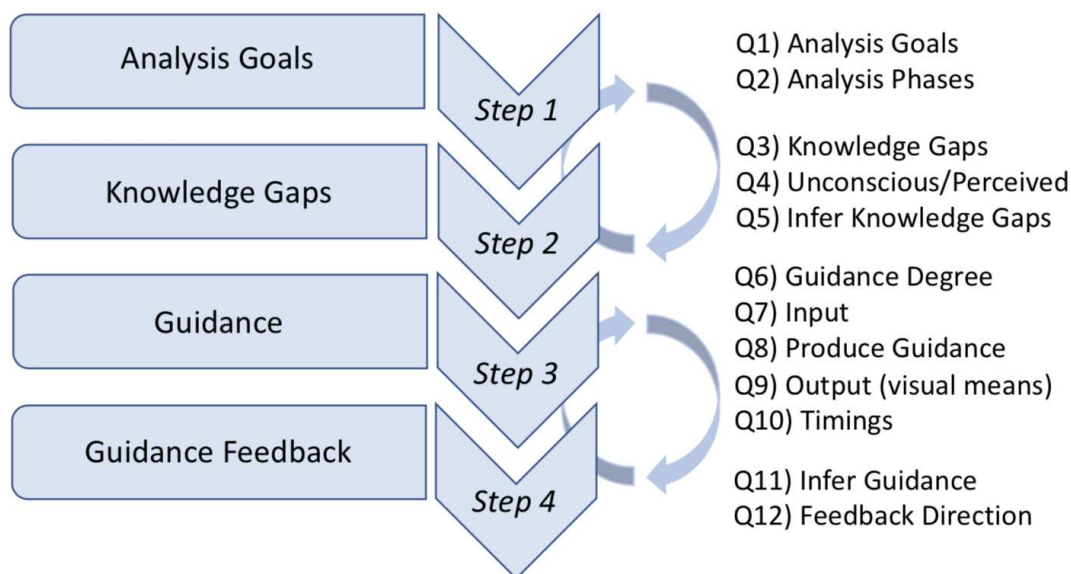 Analysis Goals
Step 1
Q1) Analysis Goals
Q2) Analysis Phases
Knowledge Gaps
Step 2
Q3) Knowledge Gaps
Q4) Unconscious/Perceived
Q5) Infer Knowledge Gaps
Guidance
Step 3
Q6) Guidance Degree
Q7) Input
Q8) Produce Guidance
Q9) Output (visual means)
Q10) Timings
Guidance Feedback
Step 4
Q11) Infer Guidance
Q12) Feedback Direction